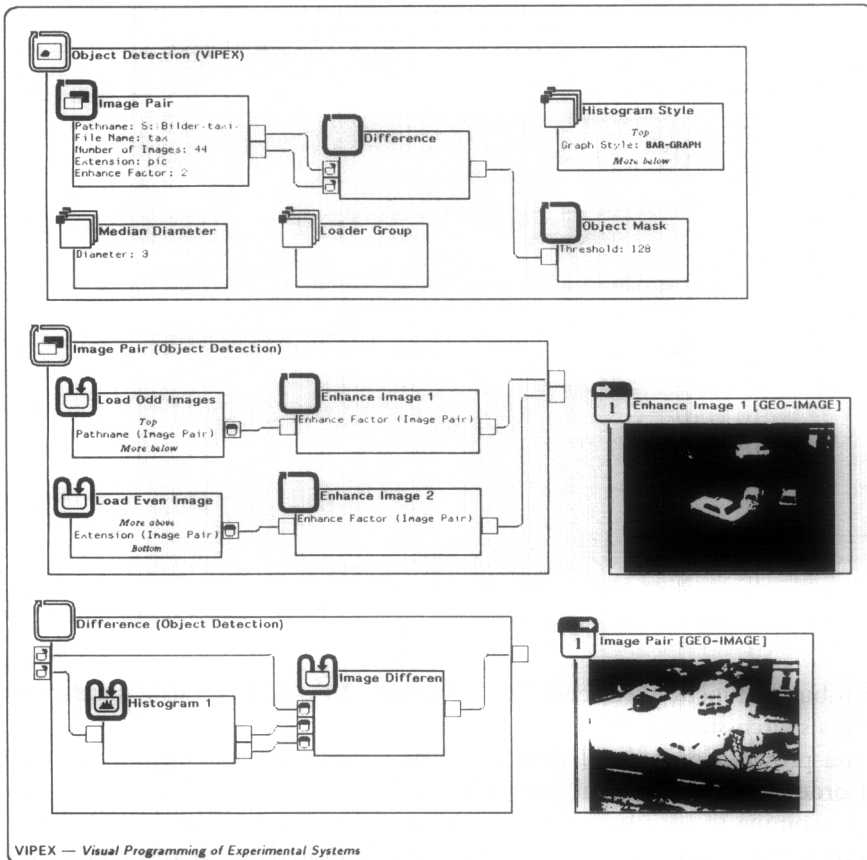 Object Detection (VIPEX)
Image Pair
Pathname: S: Bilder taxi
File Name: tax
Number of Images: 44
Extension: pic
Enhance Factor: 2
Difference
Histogram Style
Top
Graph Style: BAR-GRAPH
More below
Median Diameter
Diameter: 3
Loader Group
Object Mask
Threshold: 128
Image Pair (Object Detection)
Load Odd Images
Top
Pathname (Image Pair)
More below
Enhance Image 1
Enhance Factor (Image Pair)
Load Even Image
More above
Extension (Image Pair)
Bottom
Enhance Image 2
Enhance Factor (Image Pair)
1
Enhance Image 1 [GEO-IMAGE]
Difference (Object Detection)
Histogram 1
Image Differen
1
Image Pair [GEO-IMAGE]
VIPEX — Visual Programming of Experimental Systems